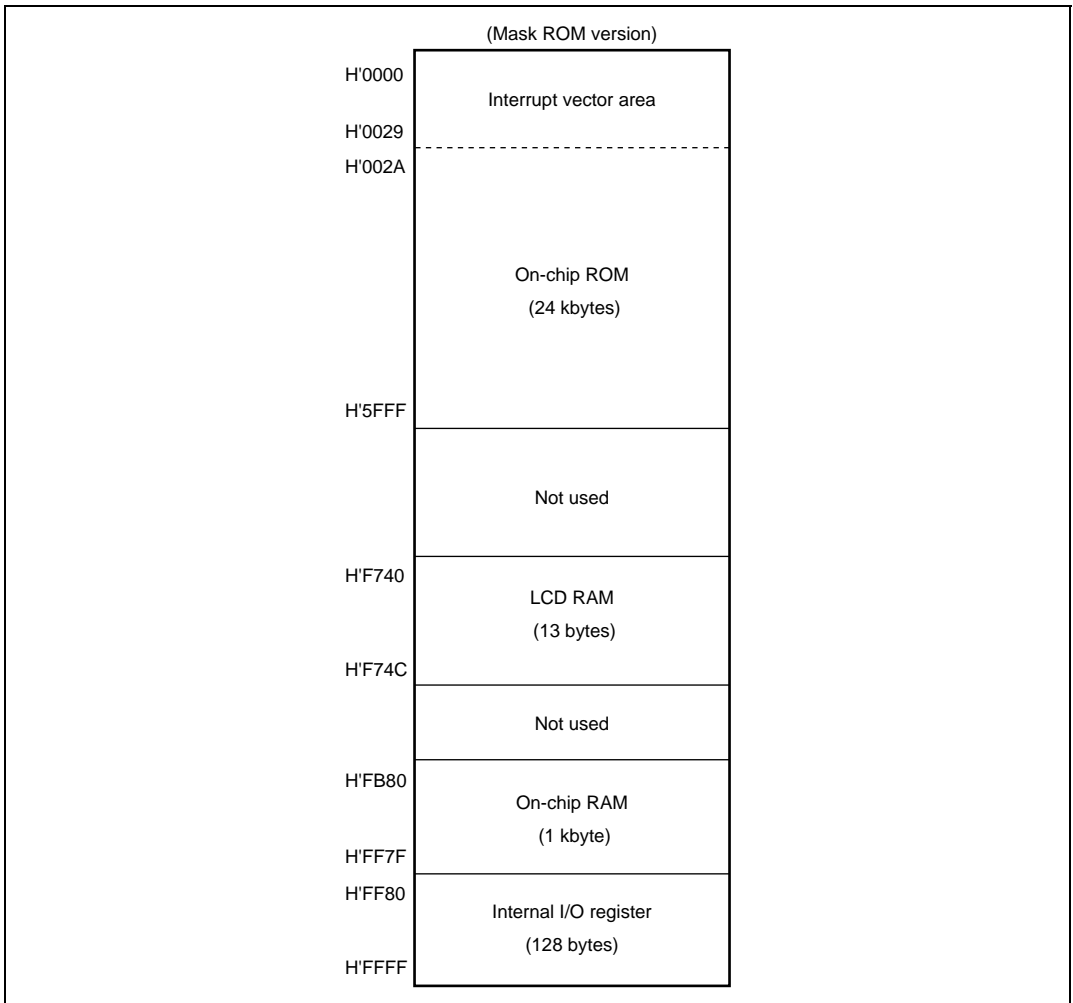 (Mask ROM version)
H'0000
Interrupt vector area
H'0029
H'002A
On-chip ROM
(24 kbytes)
H'5FFF
Not used
H'F740
LCD RAM
(13 bytes)
H'F74C
Not used
H'FB80
On-chip RAM
(1 kbyte)
H'FF7F
H'FF80
Internal I/O register
(128 bytes)
H'FFFF